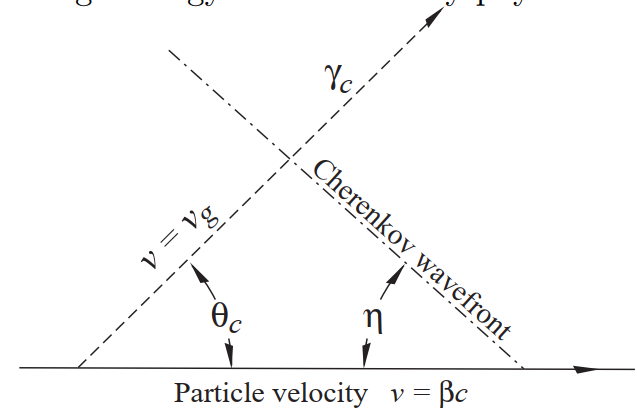 γc
Cherenkov wavefront
v = vg
θc
η
Particle velocity v = βc